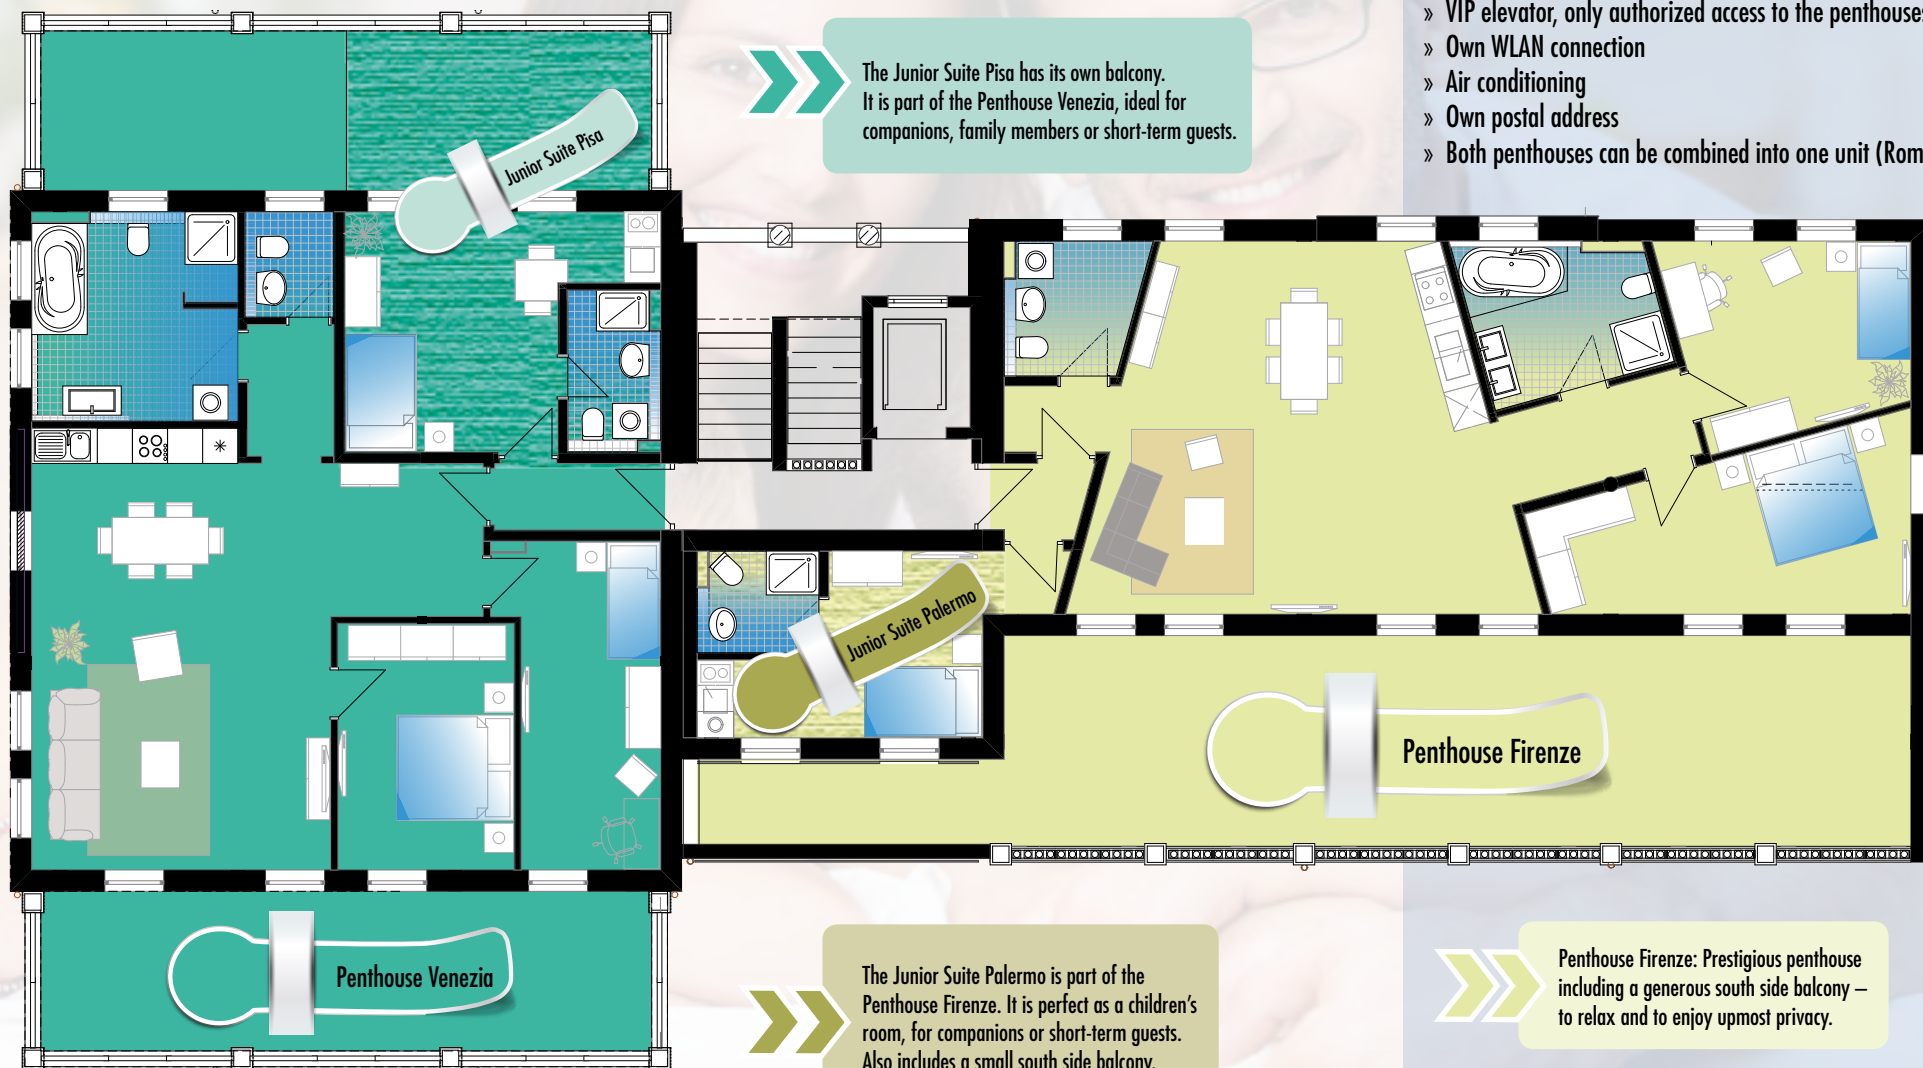 » VIP elevator, only authorized access to the penthouses
» Own WLAN connection
» Air conditioning
» Own postal address
» Both penthouses can be combined into one unit (Rom
The Junior Suite Pisa has its own balcony.
It is part of the Penthouse Venezia, ideal for
companions, family members or short-term guests.
Junior Suite Pisa
Junior Suite Palermo
Penthouse Firenze
Penthouse Venezia
The Junior Suite Palermo is part of the
Penthouse Firenze. It is perfect as a children’s
room, for companions or short-term guests.
Also includes a small south side balcony.
Penthouse Firenze: Prestigious penthouse
including a generous south side balcony –
to relax and to enjoy upmost privacy.